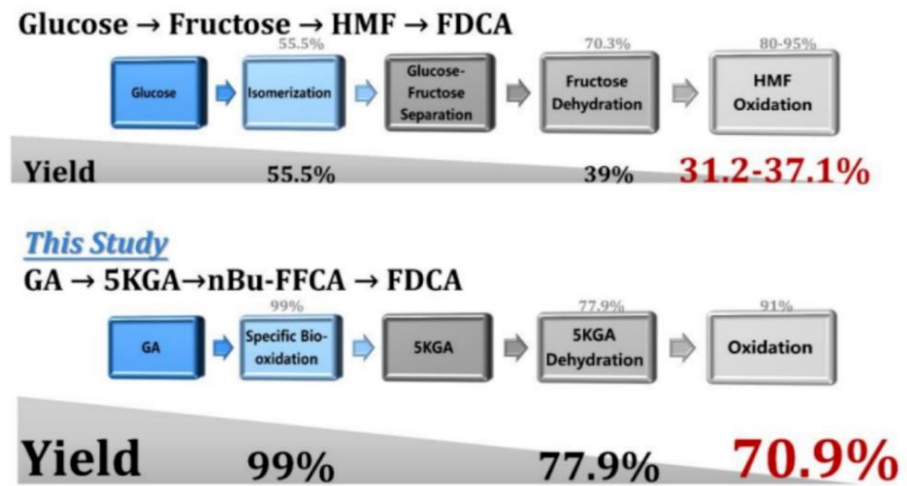 Glucose → Fructose → HMF → FDCA
55.5%
70.3%
80-95%
Glucose
Isomerization
Glucose-
Fructose
Separation
Fructose
Dehydration
HMF
Oxidation
Yield
55.5%
39%
31.2-37.1%
This Study
GA → 5KGA→nBu-FFCA → FDCA
99%
77.9%
91%
GA
Specific Bio-
oxidation
5KGA
5KGA
Dehydration
Oxidation
Yield
99%
77.9%
70.9%